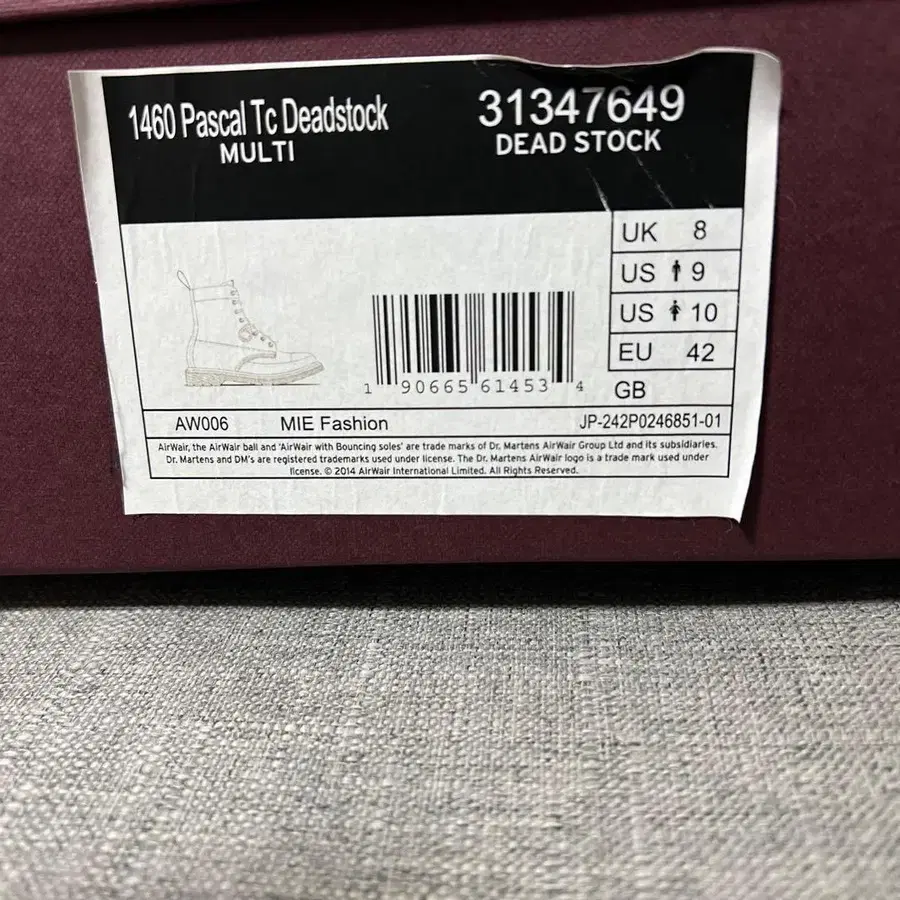 1460 Pascal Tc Deadstock
MULTI
31347649
DEAD STOCK
UK 8
US 9
US 10
EU 42
GB
1 90665 61453 4
AW006 MIE Fashion JP-242P0246851-01
AirWair, the AirWair ball and 'AirWair with Bouncing soles' are trade marks of Dr. Martens AirWair Group Ltd and its subsidiaries.
Dr. Martens and DM's are registered trademarks used under license. The Dr. Martens AirWair logo is a trade mark used under
license. © 2014 AirWair International Limited. All Rights Reserved.